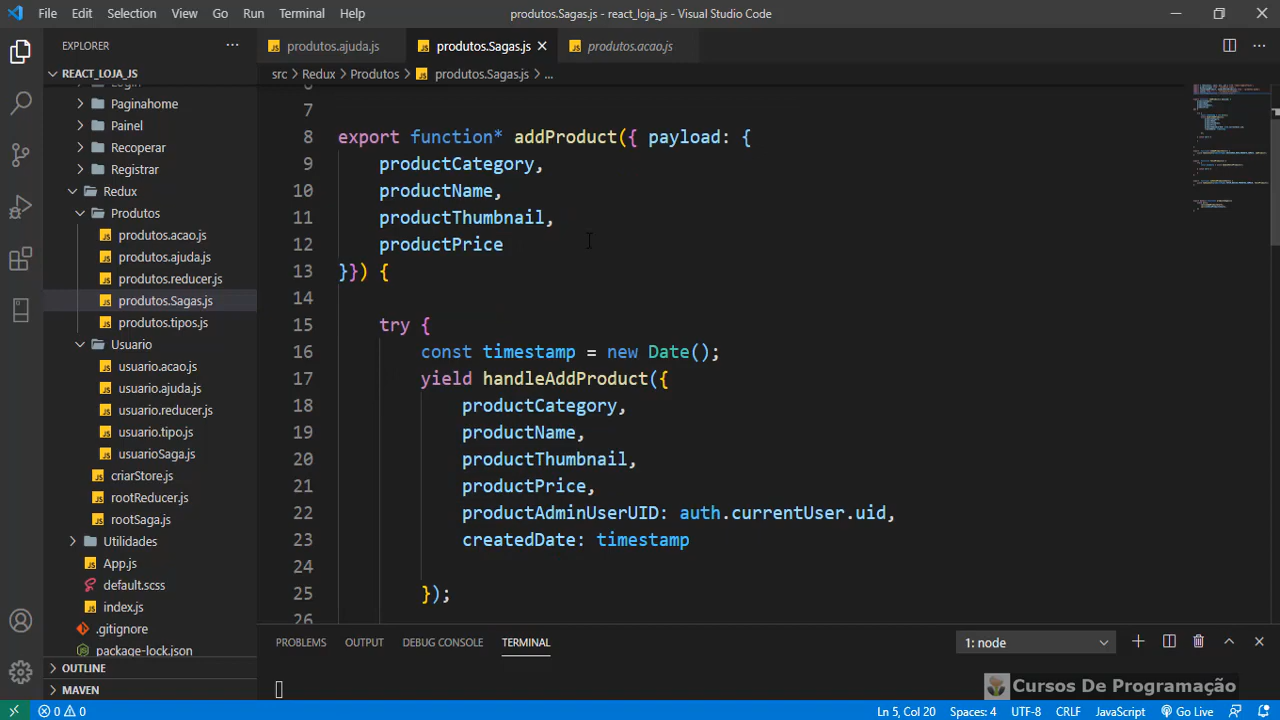 File Edit Selection View Go Run Terminal Help
produtos.Sagas.js - react_loja_js - Visual Studio Code
EXPLORER
REACT_LOJA_JS
Login
Paginahome
Painel
Recoperar
Registrar
Redux
Produtos
produtos.acao.js
produtos.ajuda.js
produtos.reducer.js
produtos.Sagas.js
produtos.tipos.js
Usuario
usuario.acao.js
usuario.ajuda.js
usuario.reducer.js
usuario.tipo.js
usuarioSaga.js
criarStore.js
rootReducer.js
rootSaga.js
Utilidades
App.js
default.scss
index.js
.gitignore
package-lock.json
OUTLINE
MAVEN
produtos.ajuda.js produtos.Sagas.js produtos.acao.js
src > Redux > Produtos > produtos.Sagas.js > ...
6
7
8 export function* addProduct({ payload: {
9 productCategory,
10 productName,
11 productThumbnail,
12 productPrice
13 }}) {
14
15 try {
16 const timestamp = new Date();
17 yield handleAddProduct({
18 productCategory,
19 productName,
20 productThumbnail,
21 productPrice,
22 productAdminUserUID: auth.currentUser.uid,
23 createdDate: timestamp
24
25 });
26
PROBLEMS OUTPUT DEBUG CONSOLE TERMINAL 1: node
Cursos De Programação
0 0 Ln 5, Col 20 Spaces: 4 UTF-8 CRLF JavaScript Go Live